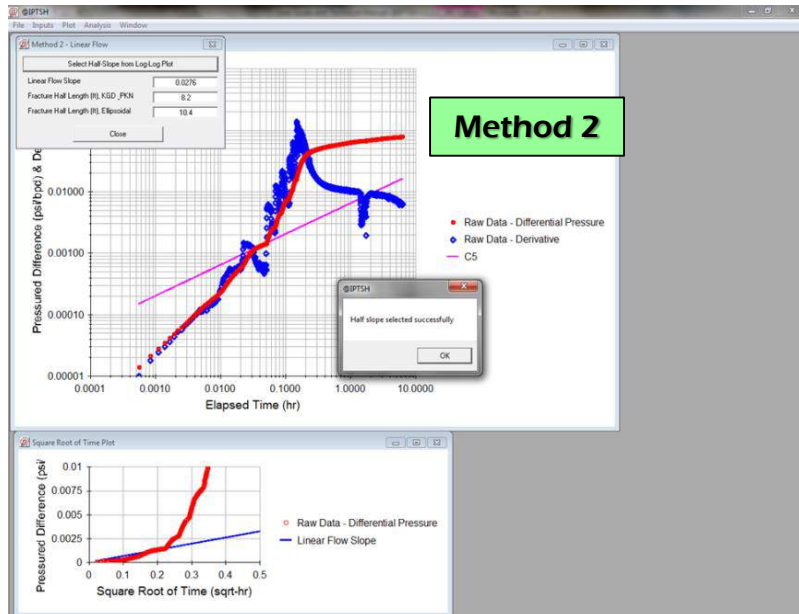 @IPTSH
File Inputs Plot Analysis Window
Method 2 - Linear Flow
Select Half-Slope from Log-Log Plot
Linear Flow Slope 0.0276
Fracture Half Length (ft), KGD_PKN 8.2
Fracture Half Length (ft), Ellipsoidal 10.4
Close
Method 2
Pressured Difference (psi/bpd) & De
0.01000
0.00100
0.00010
0.00001
0.0001 0.0010 0.0100 0.1000 1.0000 10.0000
Elapsed Time (hr)
Raw Data - Differential Pressure
Raw Data - Derivative
C5
@IPTSH
Half slope selected successfully
OK
Square Root of Time Plot
Pressured Difference (psi/
0.01
0.0075
0.005
0.0025
0
0 0.1 0.2 0.3 0.4 0.5
Square Root of Time (sqrt-hr)
Raw Data - Differential Pressure
Linear Flow Slope